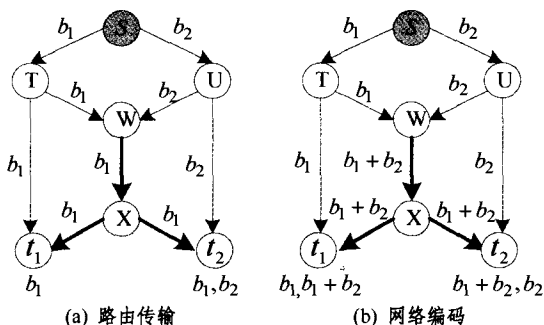 S S
b₁ b₂ b₁ b₂
T U T U
b₁ b₂ b₁ b₂
W W
b₁ b₁ b₂ b₁ b₁ + b₂ b₂
b₁ b₁ b₁ + b₂ b₁ + b₂
X X
t₁ t₂ t₁ t₂
b₁ b₁, b₂ b₁, b₁ + b₂ b₁ + b₂, b₂
(a) 路由传输 (b) 网络编码